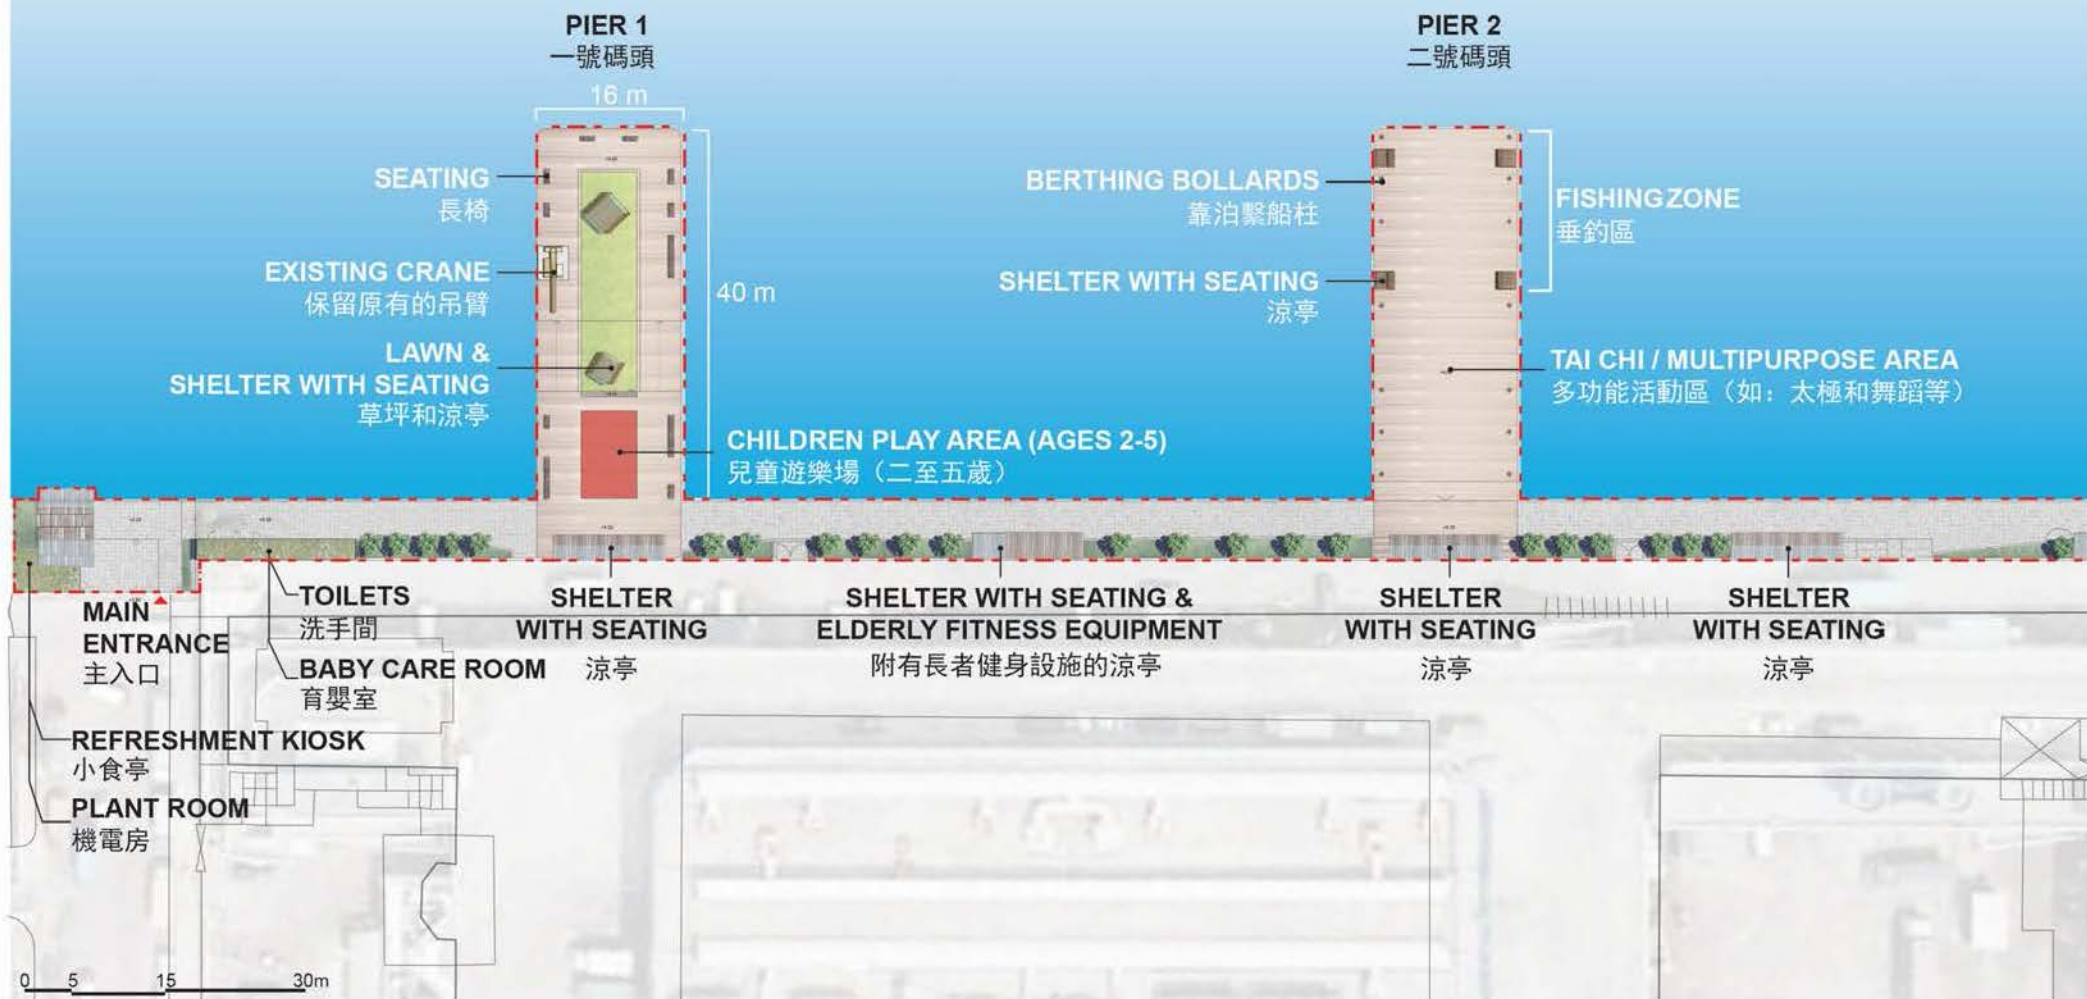 PIER 1
一號碼頭
16 m
SEATING
長椅
EXISTING CRANE
保留原有的吊臂
40 m
LAWN &
SHELTER WITH SEATING
草坪和涼亭
CHILDREN PLAY AREA (AGES 2-5)
兒童遊樂場（二至五歲）
PIER 2
二號碼頭
BERTHING BOLLARDS
靠泊繫船柱
FISHING ZONE
垂釣區
SHELTER WITH SEATING
涼亭
TAI CHI / MULTIPURPOSE AREA
多功能活動區（如：太極和舞蹈等）
MAIN
ENTRANCE
主入口
TOILETS
洗手間
BABY CARE ROOM
育嬰室
REFRESHMENT KIOSK
小食亭
PLANT ROOM
機電房
SHELTER
WITH SEATING
涼亭
SHELTER WITH SEATING &
ELDERLY FITNESS EQUIPMENT
附有長者健身設施的涼亭
SHELTER
WITH SEATING
涼亭
SHELTER
WITH SEATING
涼亭
0 5 15 30m